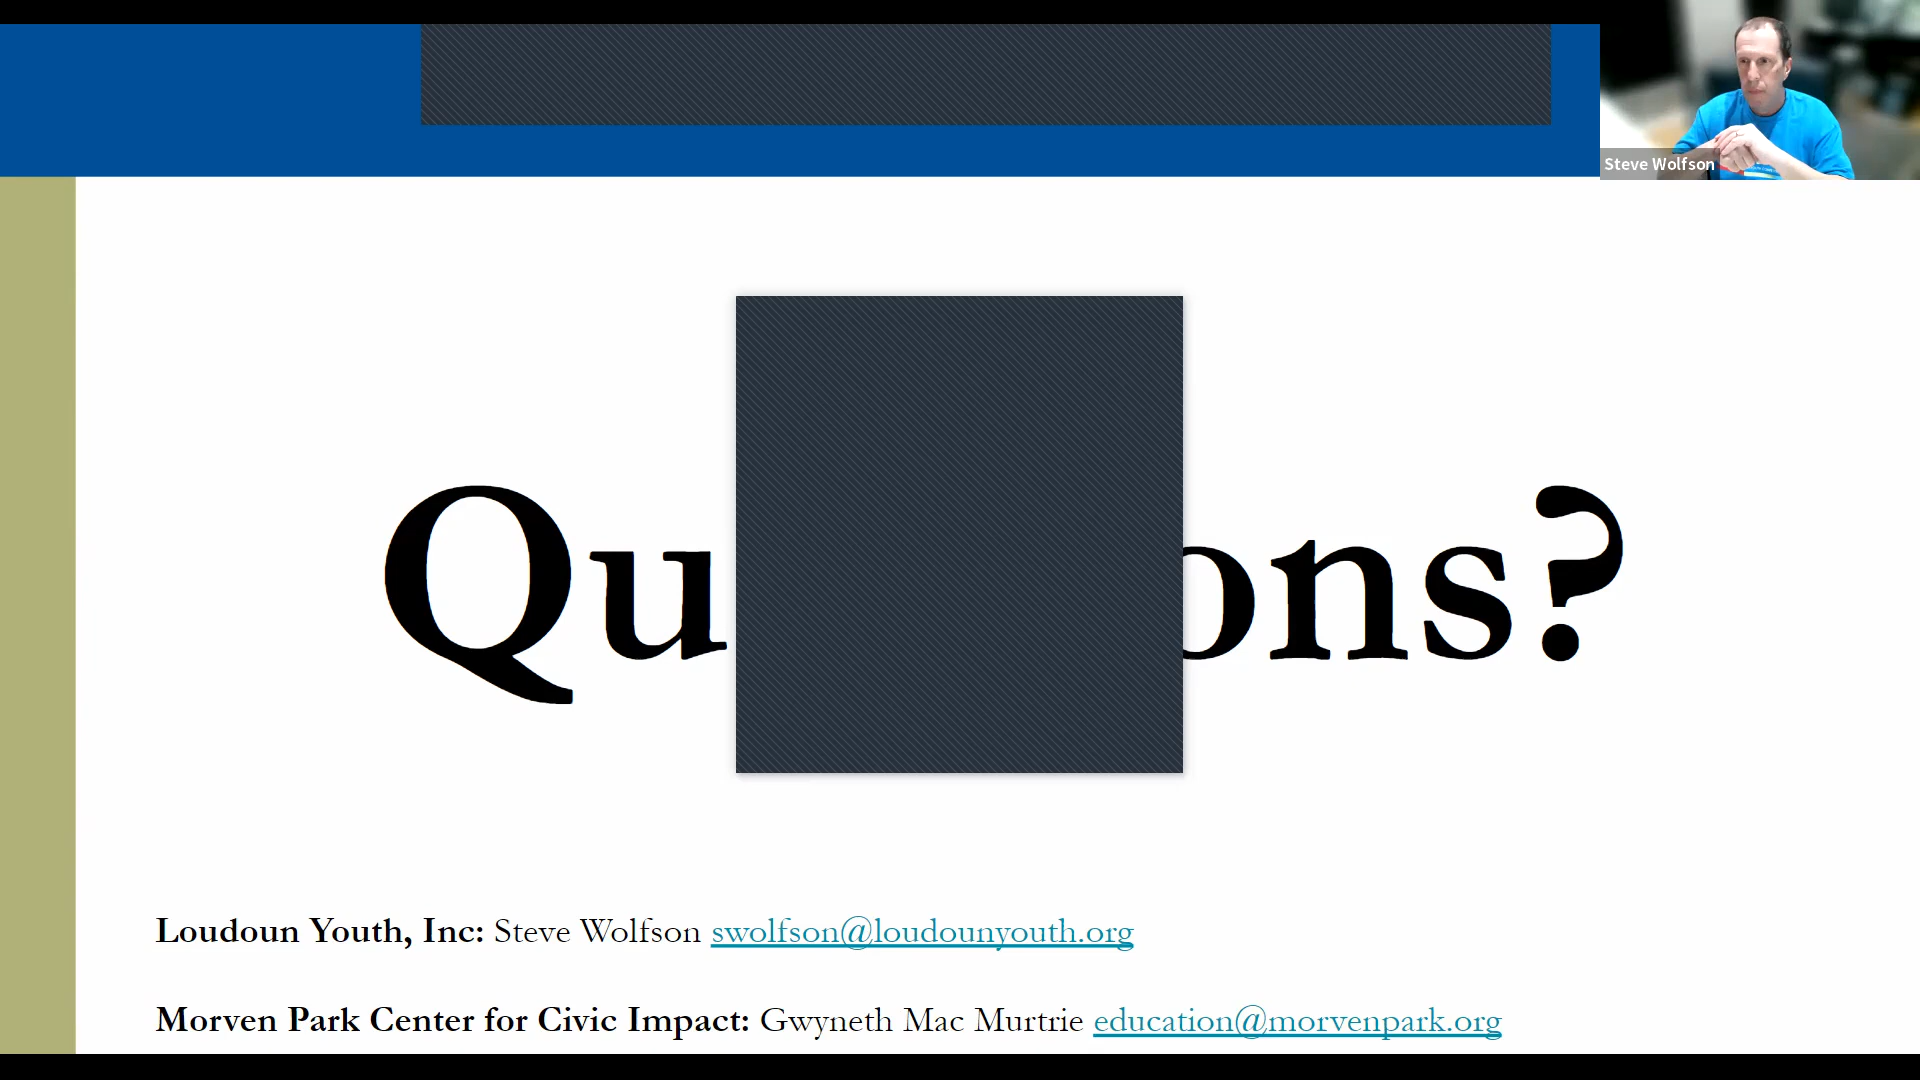 Steve Wolfson
Qu ons?
Loudoun Youth, Inc: Steve Wolfson swolfson@loudounyouth.org
Morven Park Center for Civic Impact: Gwyneth Mac Murtrie education@morvenpark.org